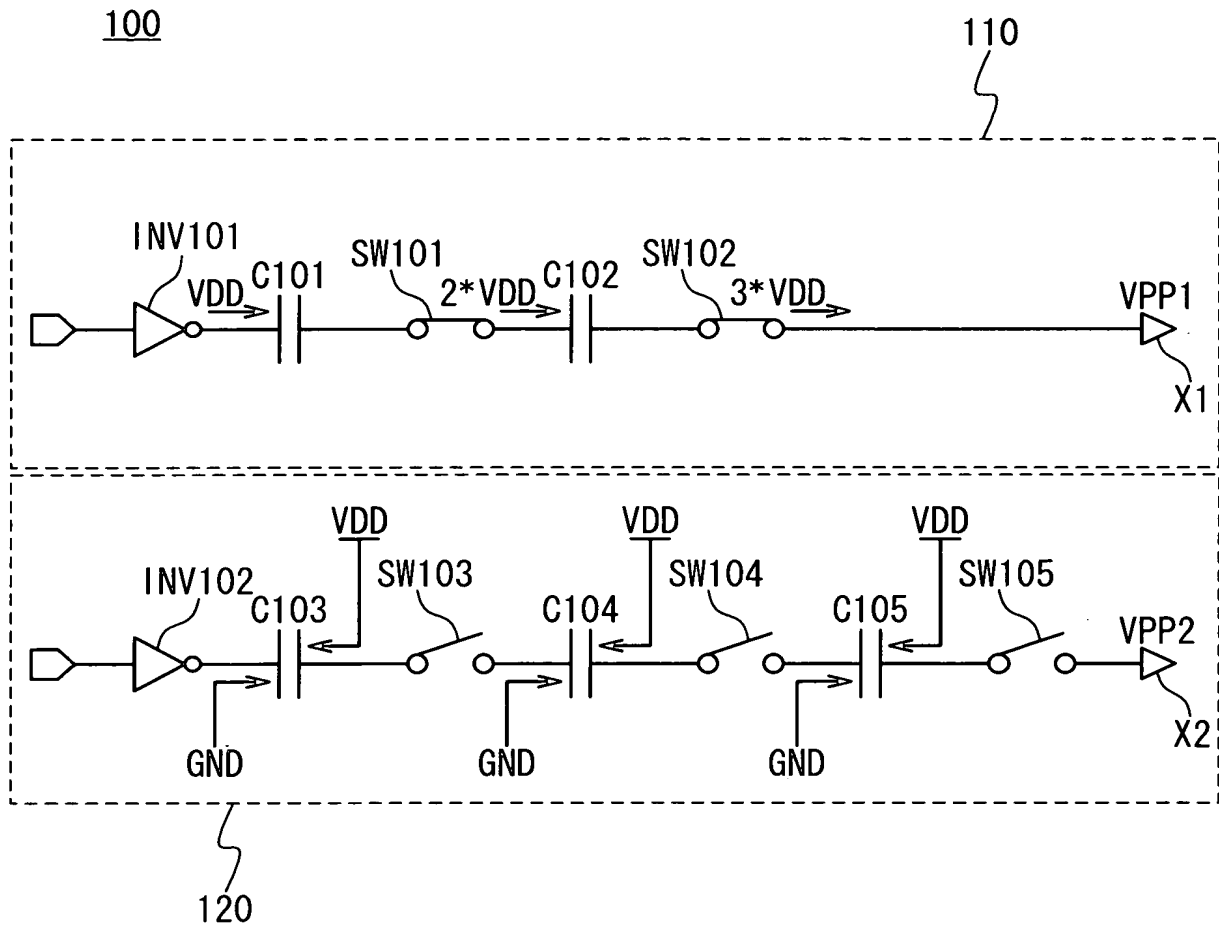 100
110
INV101
VDD
C101
SW101
2*VDD
C102
SW102
3*VDD
VPP1
X1
VDD
VDD
VDD
INV102
C103
SW103
C104
SW104
C105
SW105
VPP2
X2
GND
GND
GND
120